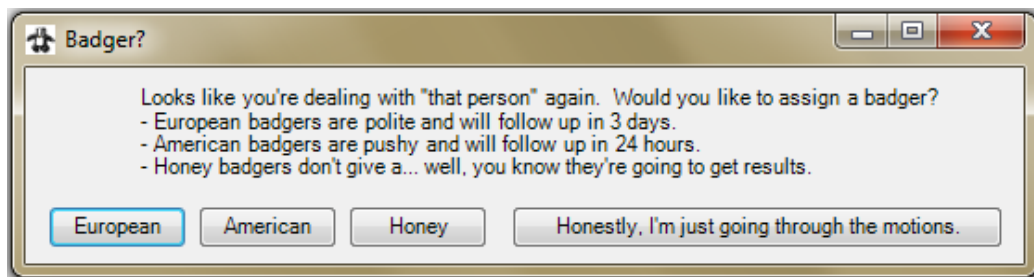 Badger?
Looks like you're dealing with "that person" again.  Would you like to assign a badger?
- European badgers are polite and will follow up in 3 days.
- American badgers are pushy and will follow up in 24 hours.
- Honey badgers don't give a... well, you know they're going to get results.
European American Honey Honestly, I'm just going through the motions.